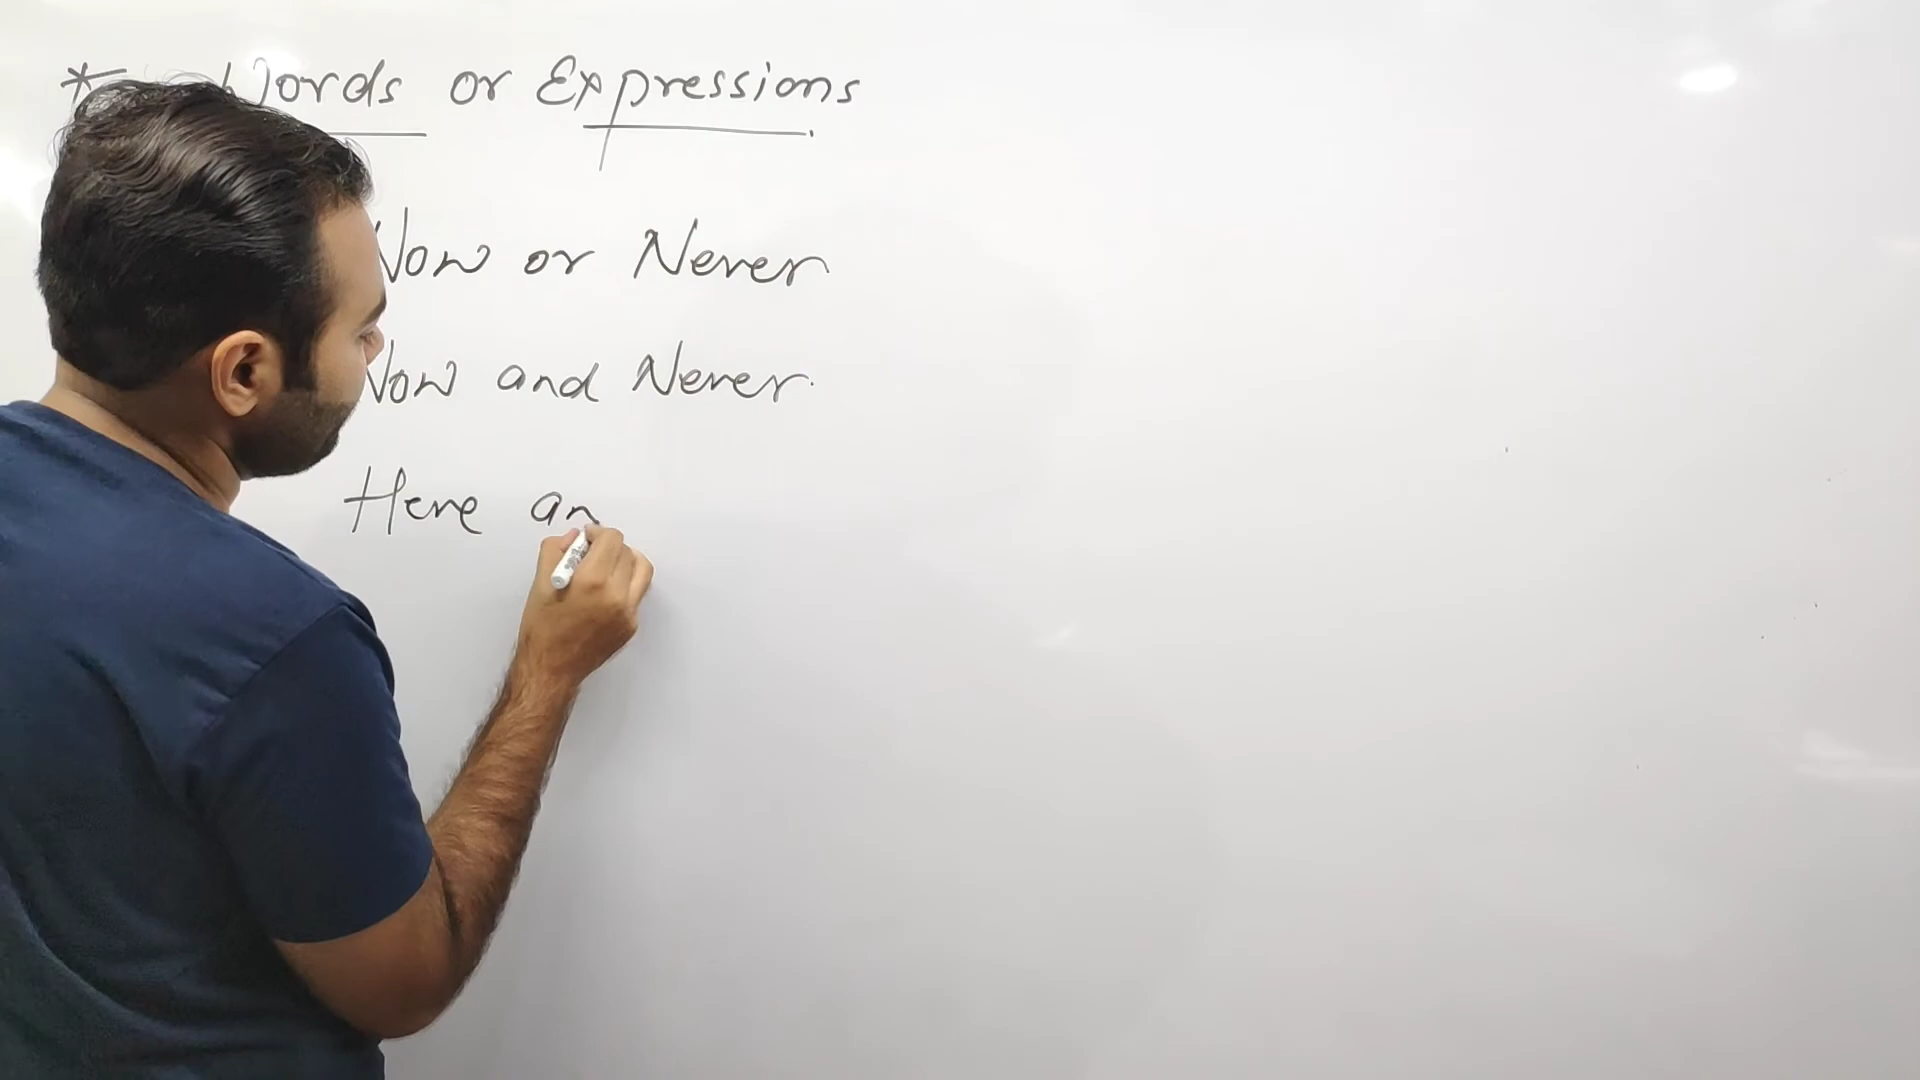 * Words or Expressions
Now or Never
Now and Never.
Here an